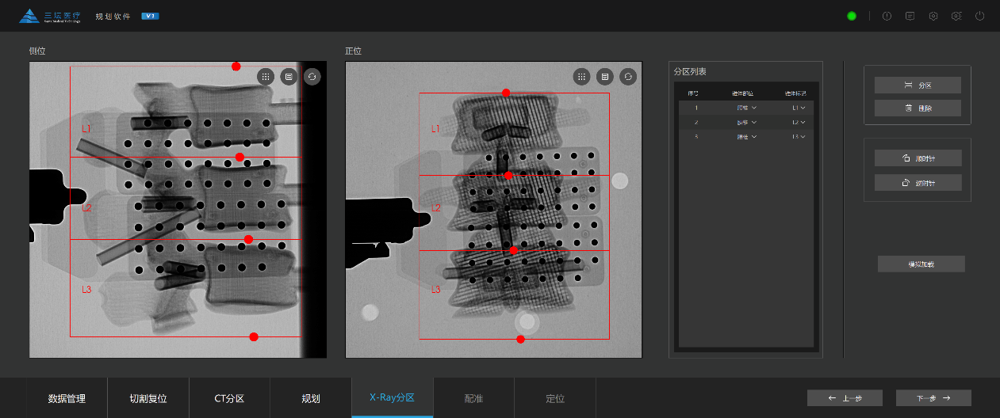 三坛医疗
规划软件 V1
侧位
正位
L1
L2
L3
L1
L2
L3
分区列表
序号 锥体部位 锥体标记
1 腰椎 L1
2 腰椎 L2
3 腰椎 L3
分区
删除
顺时针
逆时针
模拟加载
数据管理 切割复位 CT分区 规划 X-Ray分区 配准 定位
上一步 下一步